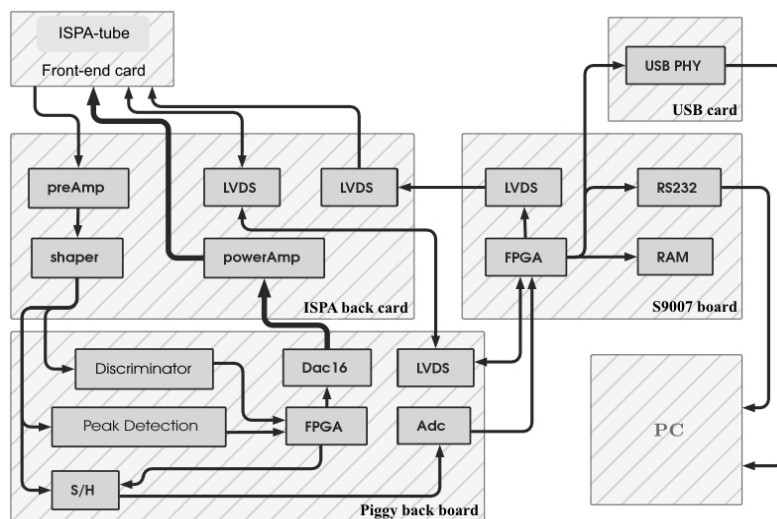 ISPA-tube
Front-end card
USB PHY
USB card
preAmp
LVDS
LVDS
LVDS
RS232
shaper
powerAmp
FPGA
RAM
ISPA back card
S9007 board
Discriminator
Dac16
LVDS
Peak Detection
FPGA
Adc
PC
S/H
Piggy back board